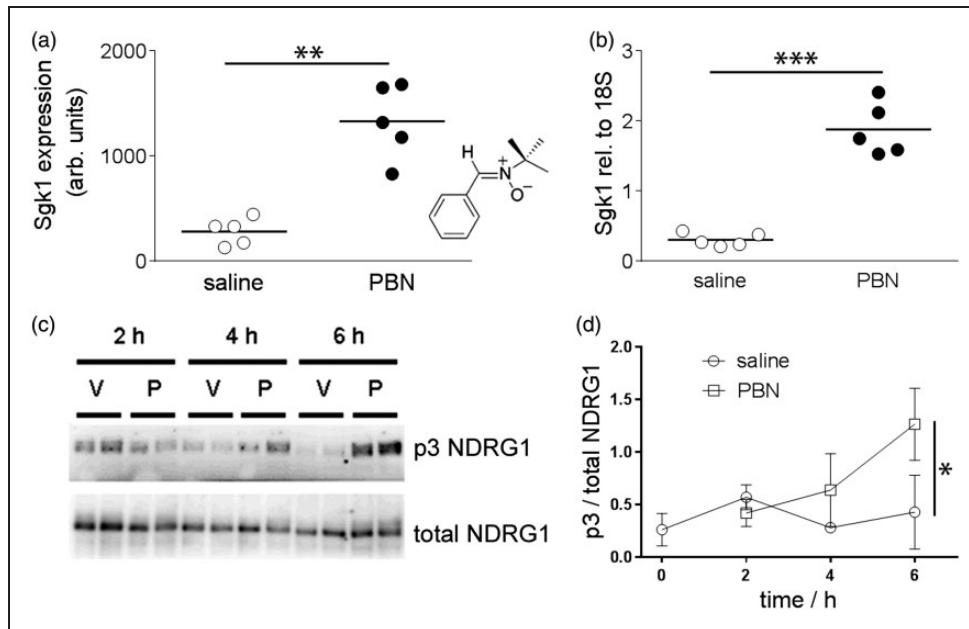 (a)
Sgk1 expression
(arb. units)
2000
1000
0
**
saline
PBN
H
N
+
O
−
(b)
Sgk1 rel. to 18S
3
2
1
0
***
saline
PBN
(c)
2 h 4 h 6 h
V P V P V P
p3 NDRG1
total NDRG1
(d)
p3 / total NDRG1
2.0
1.5
1.0
0.5
0.0
saline
PBN
*
0 2 4 6
time / h